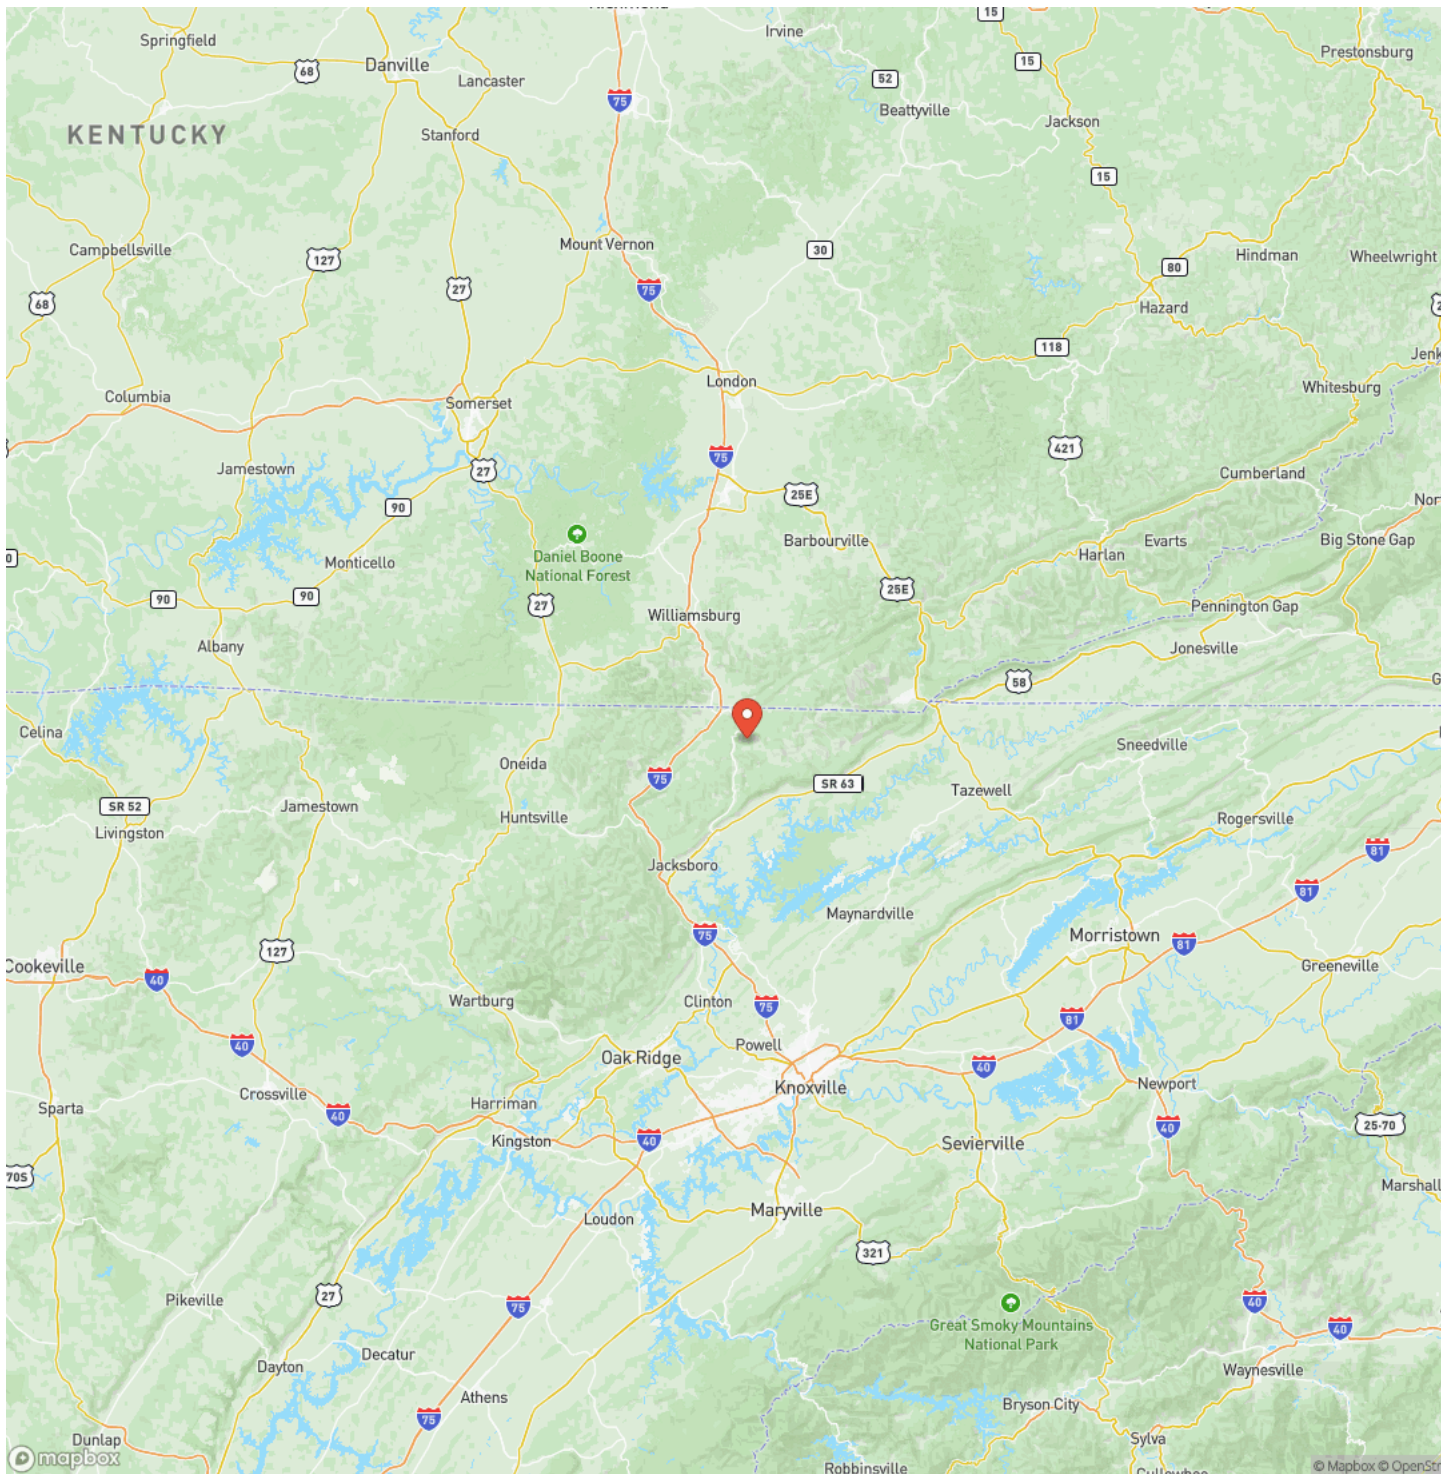 15
Irvine
Springfield
Prestonsburg
Danville
68
15
52
Lancaster
75
Beattyville
Jackson
KENTUCKY
Stanford
15
Mount Vernon
Campbellsville
30
127
Hindman
Wheelwright
80
27
75
68
Hazard
118
London
Whitesburg
Columbia
Somerset
421
75
Jamestown
27
Cumberland
25E
90
Barbourville
Evarts
Big Stone Gap
Daniel Boone
National Forest
Harlan
Monticello
25E
90
90
27
Pennington Gap
Williamsburg
Albany
Jonesville
58
Celina
Sneedville
Oneida
75
SR 63
Tazewell
SR 52
Jamestown
Huntsville
Rogersville
Livingston
81
Jacksboro
81
Maynardville
75
Morristown
81
127
Cookeville
40
Greeneville
Wartburg
Clinton
75
81
Powell
40
Oak Ridge
40
Knoxville
Newport
Crossville
Harriman
Sparta
40
25-70
40
Kingston
40
Sevierville
70S
Marshall
Maryville
Loudon
321
27
Pikeville
75
40
Great Smoky Mountains
National Park
40
Decatur
Dayton
Waynesville
Athens
Bryson City
75
Dunlap
Sylva
mapbox
Robbinsville
© Mapbox © OpenStr